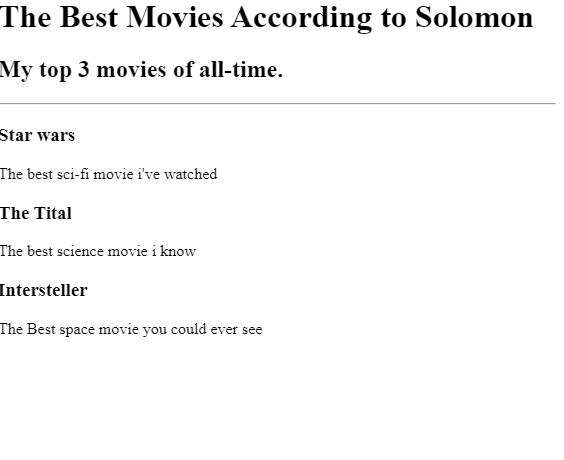 The Best Movies According to Solomon
My top 3 movies of all-time.
Star wars
The best sci-fi movie i've watched
The Tital
The best science movie i know
Intersteller
The Best space movie you could ever see